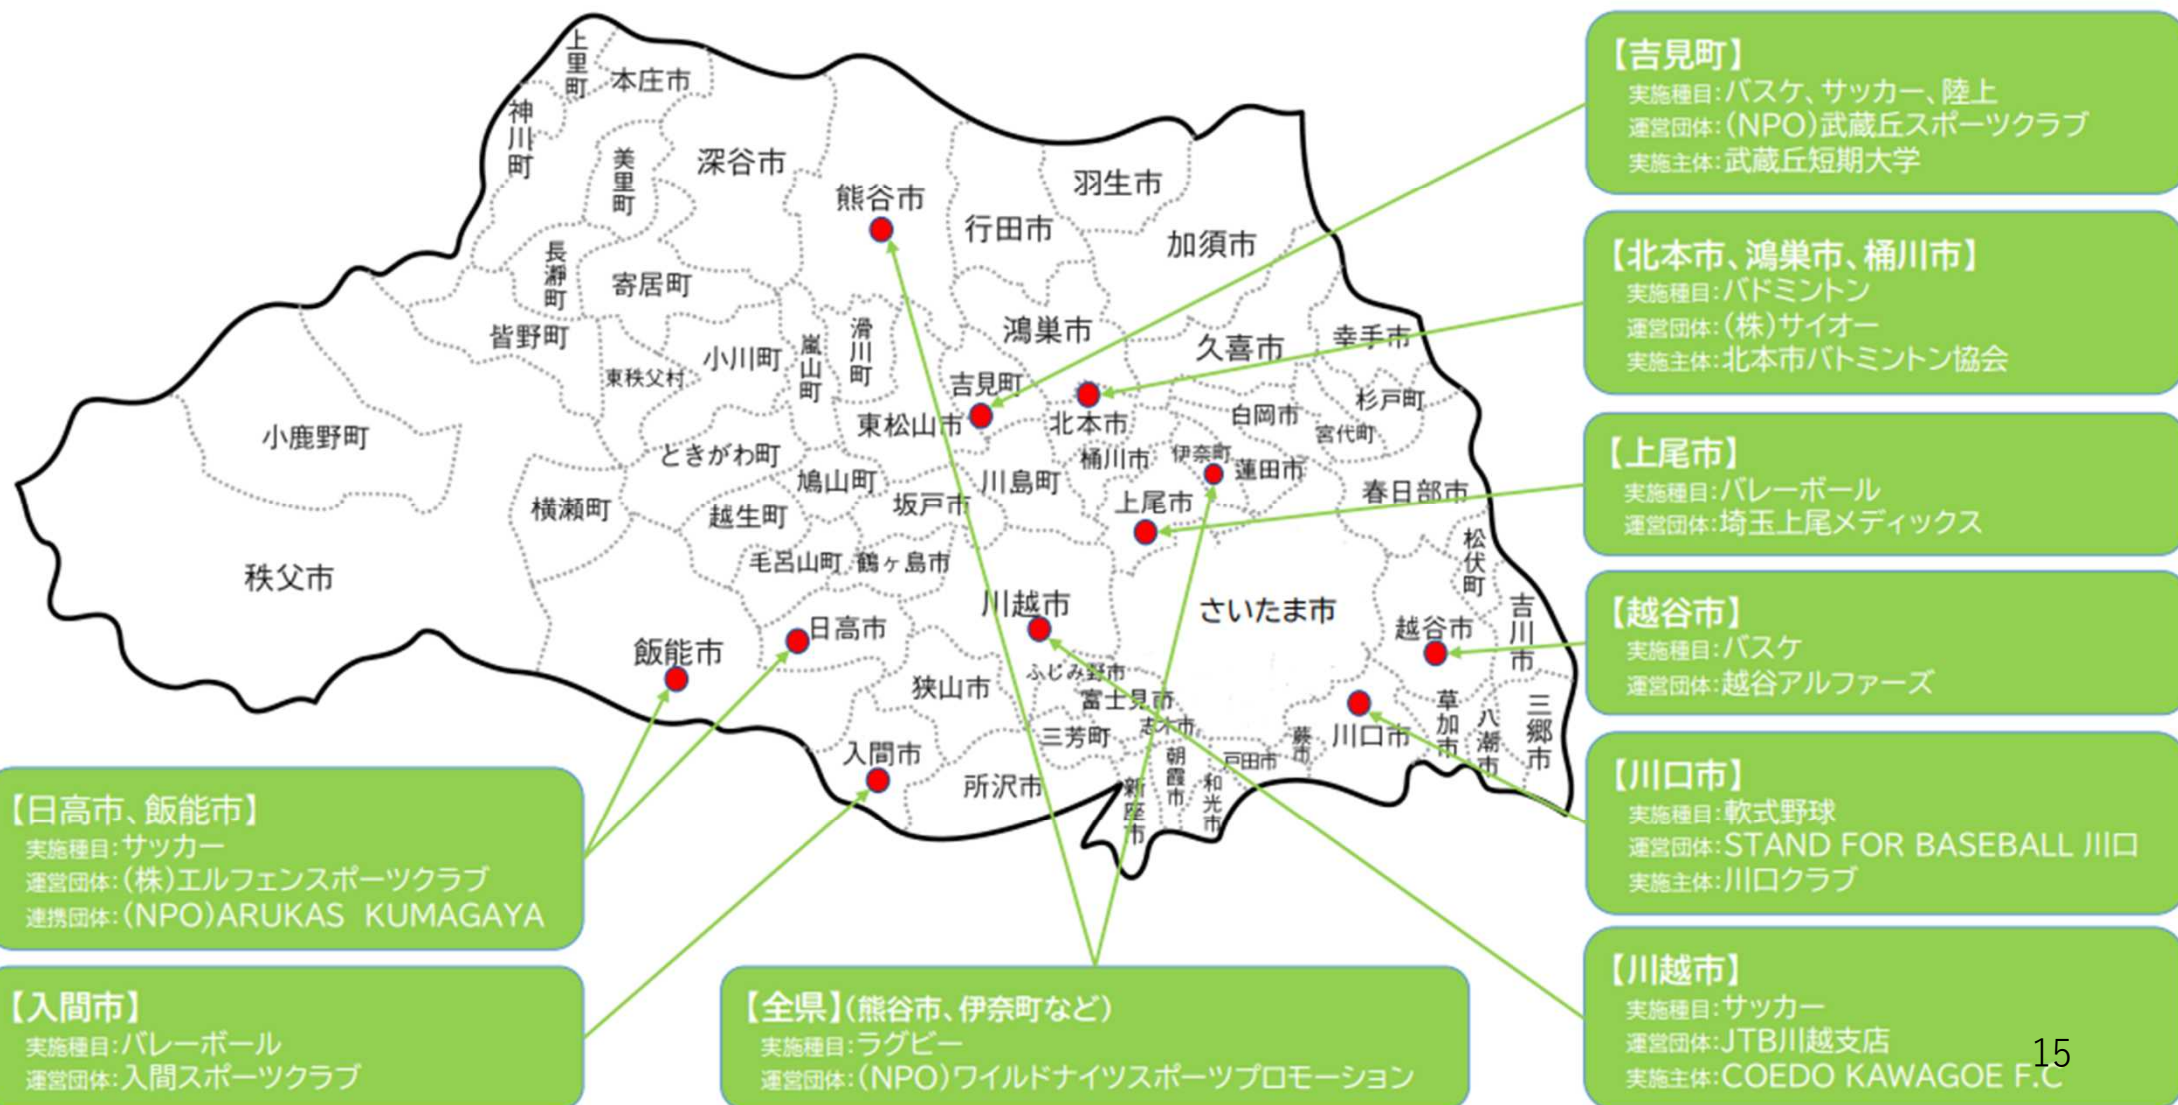 上里町
本庄市
神川町
美里町
深谷市
熊谷市
行田市
羽生市
加須市
長瀞町
寄居町
皆野町
東秩父村
小川町
嵐山町
滑川町
吉見町
鴻巣市
久喜市
幸手市
東松山市
北本市
白岡市
杉戸町
宮代町
小鹿野町
ときがわ町
鳩山町
坂戸市
川島町
桶川市
伊奈町
蓮田市
春日部市
横瀬町
越生町
上尾市
松伏町
秩父市
毛呂山町
鶴ヶ島市
川越市
さいたま市
越谷市
吉川市
飯能市
日高市
狭山市
ふじみ野市
富士見市
志木市
三芳町
入間市
所沢市
新座市
朝霞市
和光市
戸田市
蕨市
川口市
草加市
八潮市
三郷市
【吉見町】
実施種目:バスケ、サッカー、陸上
運営団体:(NPO)武蔵丘スポーツクラブ
実施主体:武蔵丘短期大学
【北本市、鴻巣市、桶川市】
実施種目:バドミントン
運営団体:(株)サイオー
実施主体:北本市バトミントン協会
【上尾市】
実施種目:バレーボール
運営団体:埼玉上尾メディックス
【越谷市】
実施種目:バスケ
運営団体:越谷アルファーズ
【川口市】
実施種目:軟式野球
運営団体:STAND FOR BASEBALL 川口
実施主体:川口クラブ
【川越市】
実施種目:サッカー
運営団体:JTB川越支店
実施主体:COEDO KAWAGOE F.C
【日高市、飯能市】
実施種目:サッカー
運営団体:(株)エルフェンスポーツクラブ
連携団体:(NPO)ARUKAS KUMAGAYA
【入間市】
実施種目:バレーボール
運営団体:入間スポーツクラブ
【全県】(熊谷市、伊奈町など)
実施種目:ラグビー
運営団体:(NPO)ワイルドナイツスポーツプロモーション
15